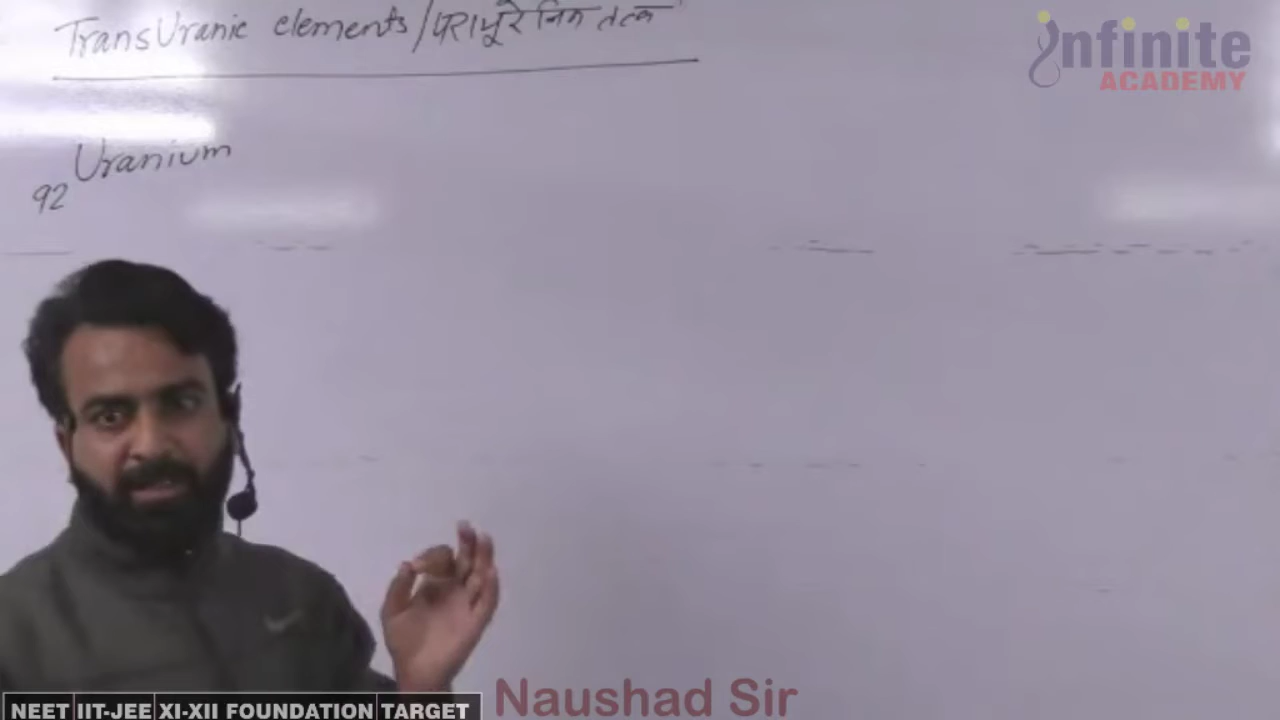 TransUranic elements/परायूरेनिक तत्व
Infinite
ACADEMY
Uranium
92
NEET IIT-JEE XI-XII FOUNDATION TARGET
Naushad Sir